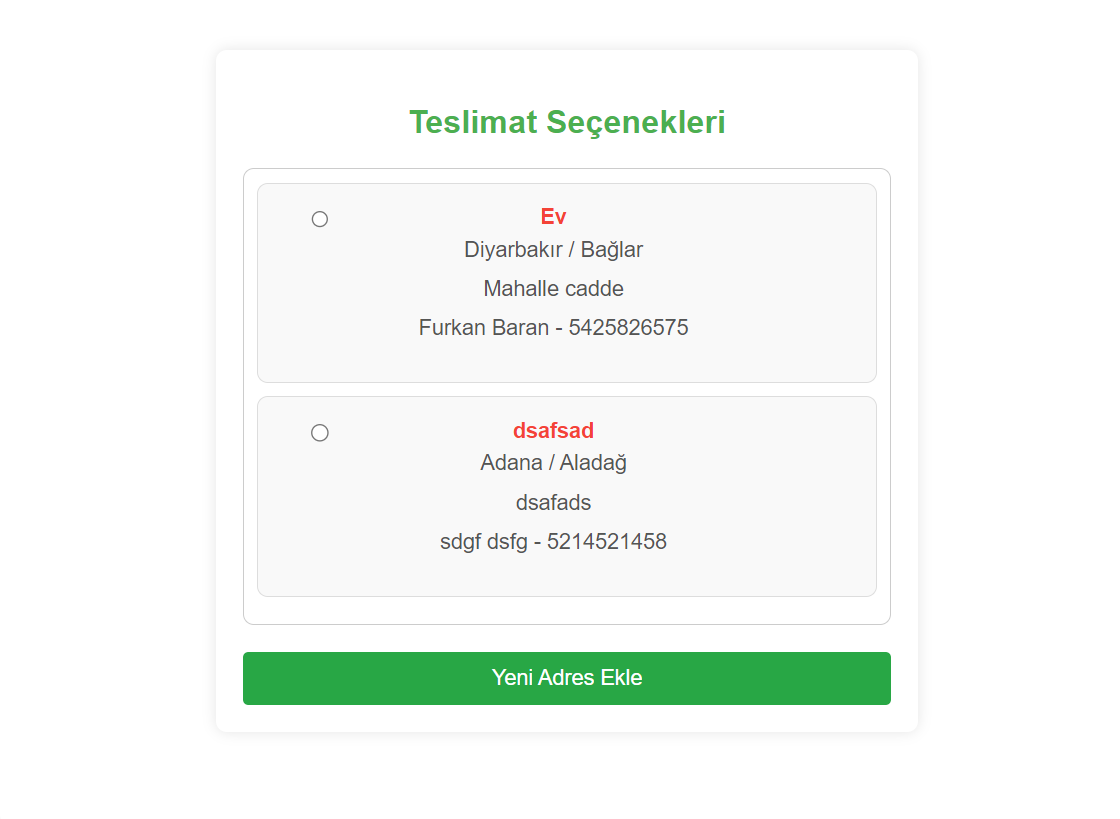 Teslimat Seçenekleri
Ev
Diyarbakır / Bağlar
Mahalle cadde
Furkan Baran - 5425826575
dsafsad
Adana / Aladağ
dsafads
sdgf dsfg - 5214521458
Yeni Adres Ekle